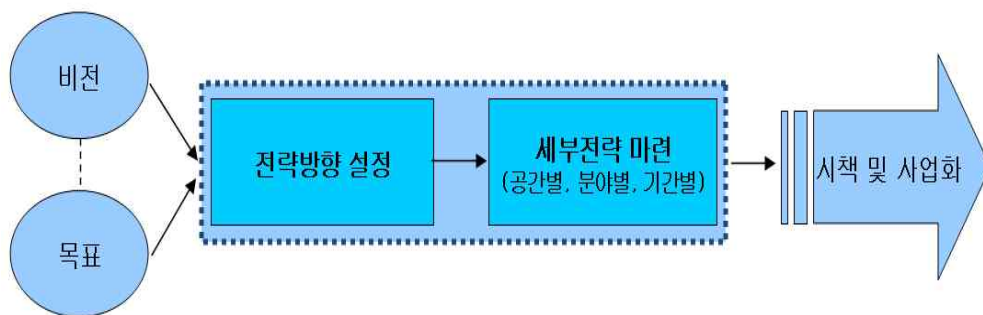 비전
목표
전략방향 설정
세부전략 마련
(공간별, 분야별, 기간별)
시책 및 사업화